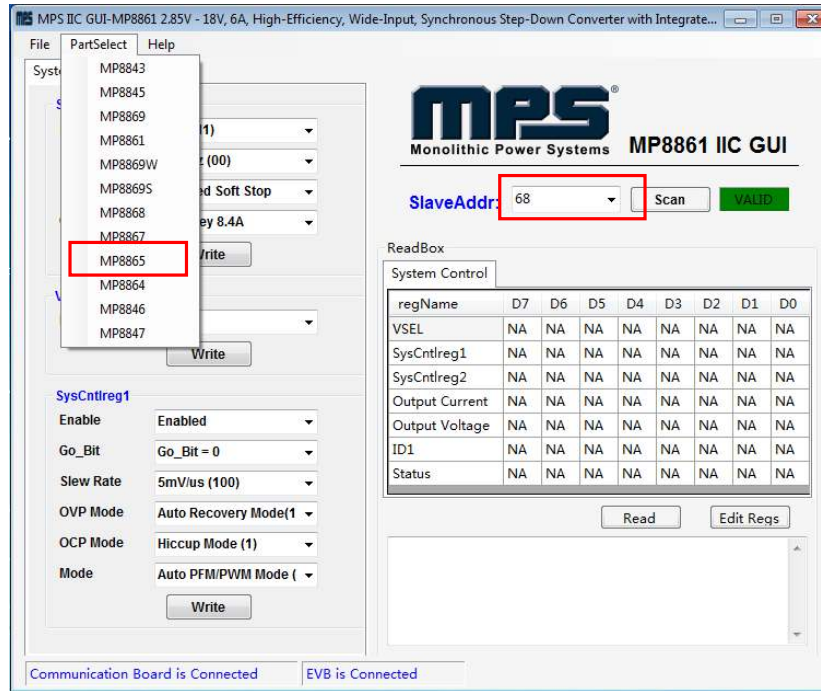 MPS IIC GUI-MP8861 2.85V - 18V, 6A, High-Efficiency, Wide-Input, Synchronous Step-Down Converter with Integrate...
File PartSelect Help
MP8843
MP8845
MP8869
MP8861
MP8869W
MP8869S
MP8868
MP8867
MP8865
MP8864
MP8846
MP8847
Syst
(00)
ed Soft Stop
ey 8.4A
Write
Write
SysCntlreg1
Enable Enabled
Go_Bit Go_Bit = 0
Slew Rate 5mV/us (100)
OVP Mode Auto Recovery Mode(1
OCP Mode Hiccup Mode (1)
Mode Auto PFM/PWM Mode (
Write
mps®
Monolithic Power Systems MP8861 IIC GUI
SlaveAddr: 68 Scan VALID
ReadBox
System Control
regName D7 D6 D5 D4 D3 D2 D1 D0
VSEL NA NA NA NA NA NA NA NA
SysCntlreg1 NA NA NA NA NA NA NA NA
SysCntlreg2 NA NA NA NA NA NA NA NA
Output Current NA NA NA NA NA NA NA NA
Output Voltage NA NA NA NA NA NA NA NA
ID1 NA NA NA NA NA NA NA NA
Status NA NA NA NA NA NA NA NA
Read Edit Regs
Communication Board is Connected EVB is Connected